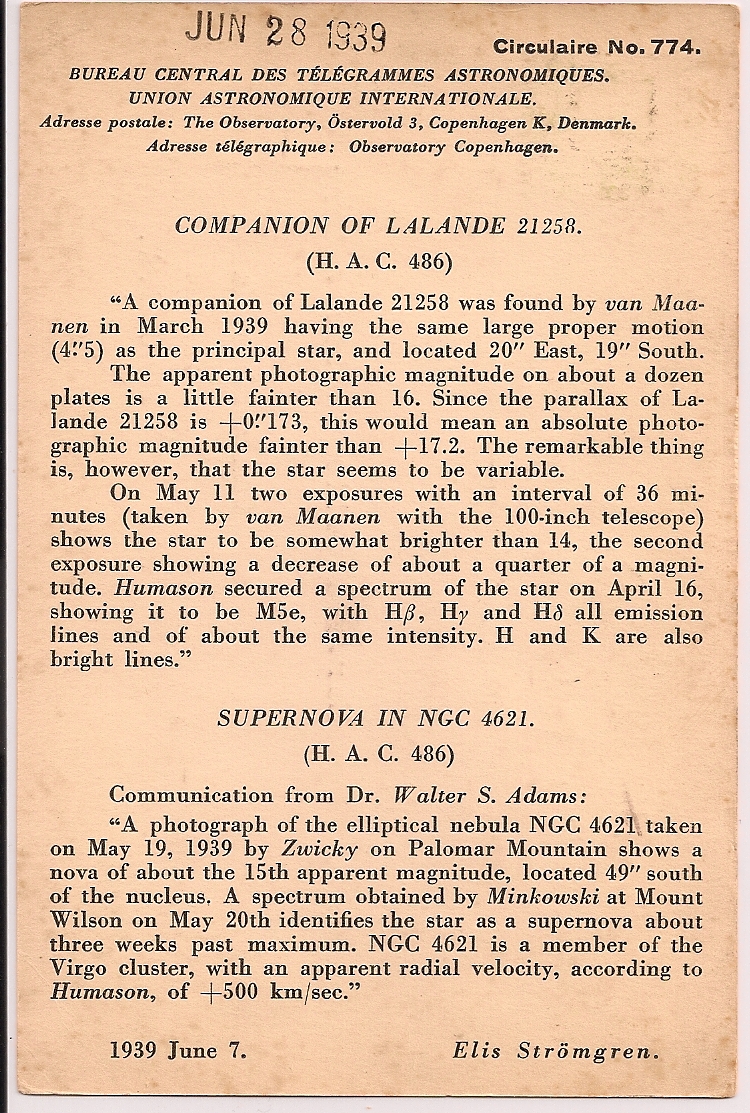 JUN 28 1939
Circulaire No. 774.
BUREAU CENTRAL DES TÉLÉGRAMMES ASTRONOMIQUES.
UNION ASTRONOMIQUE INTERNATIONALE.
Adresse postale: The Observatory, Östervold 3, Copenhagen K, Denmark.
Adresse télégraphique: Observatory Copenhagen.
COMPANION OF LALANDE 21258.
(H. A. C. 486)
“A companion of Lalande 21258 was found by van Maa-
nen in March 1939 having the same large proper motion
(4″.5) as the principal star, and located 20″ East, 19″ South.
The apparent photographic magnitude on about a dozen
plates is a little fainter than 16. Since the parallax of La-
lande 21258 is +0″.173, this would mean an absolute photo-
graphic magnitude fainter than +17.2. The remarkable thing
is, however, that the star seems to be variable.
On May 11 two exposures with an interval of 36 mi-
nutes (taken by van Maanen with the 100-inch telescope)
shows the star to be somewhat brighter than 14, the second
exposure showing a decrease of about a quarter of a magni-
tude. Humason secured a spectrum of the star on April 16,
showing it to be M5e, with Hβ, Hγ and Hδ all emission
lines and of about the same intensity. H and K are also
bright lines.”
SUPERNOVA IN NGC 4621.
(H. A. C. 486)
Communication from Dr. Walter S. Adams:
“A photograph of the elliptical nebula NGC 4621 taken
on May 19, 1939 by Zwicky on Palomar Mountain shows a
nova of about the 15th apparent magnitude, located 49″ south
of the nucleus. A spectrum obtained by Minkowski at Mount
Wilson on May 20th identifies the star as a supernova about
three weeks past maximum. NGC 4621 is a member of the
Virgo cluster, with an apparent radial velocity, according to
Humason, of +500 km/sec.”
1939 June 7. Elis Strömgren.